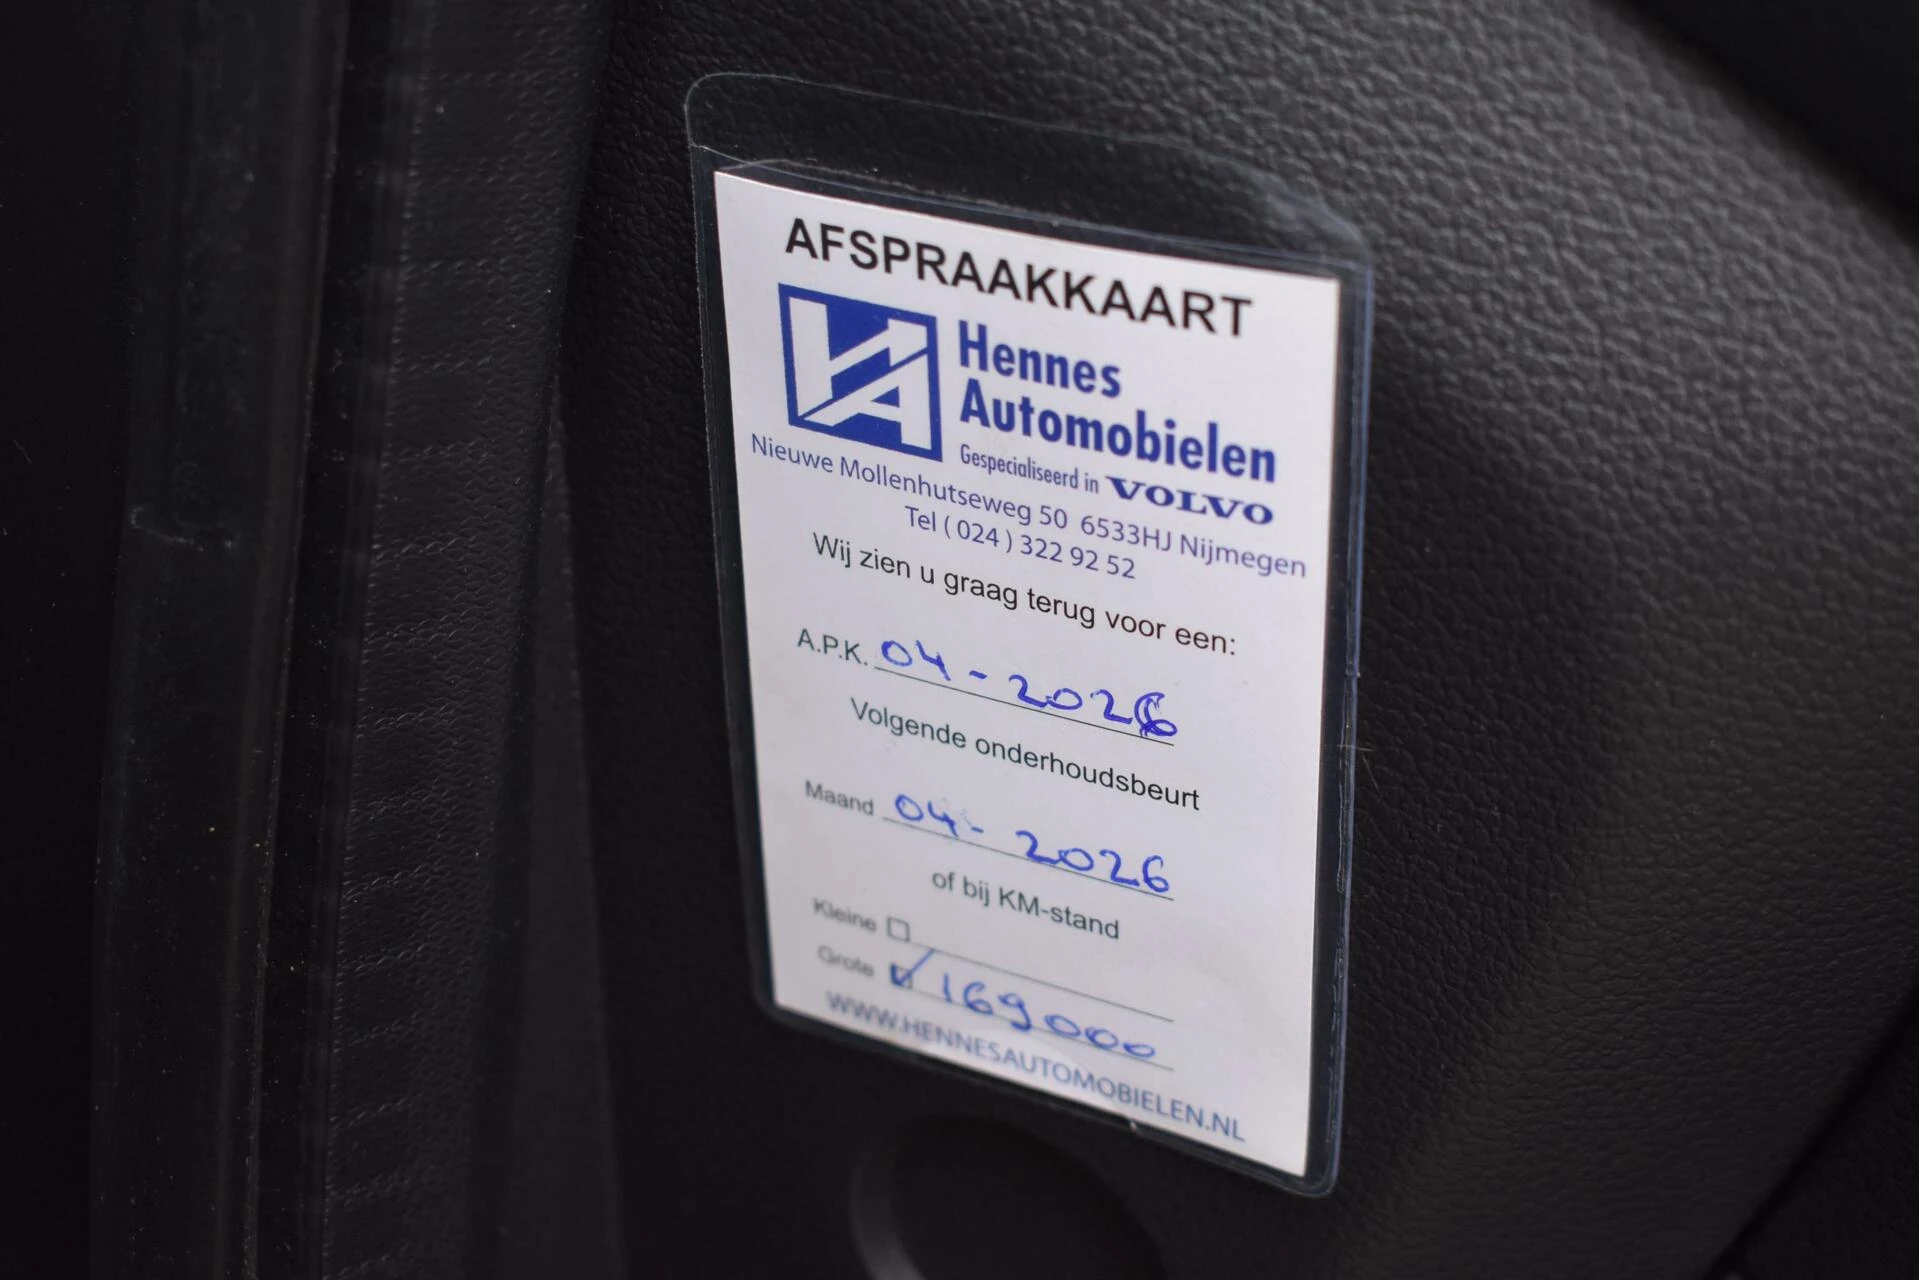 AFSPRAAKKAART
HA
Hennes
Automobielen
Gespecialiseerd in VOLVO
Nieuwe Mollenhutseweg 50 6533HJ Nijmegen
Tel ( 024 ) 322 92 52
Wij zien u graag terug voor een:
A.P.K. 04-2026
Volgende onderhoudsbeurt
Maand 04-2026
of bij KM-stand
Kleine
Grote 169000
WWW.HENNESAUTOMOBIELEN.NL